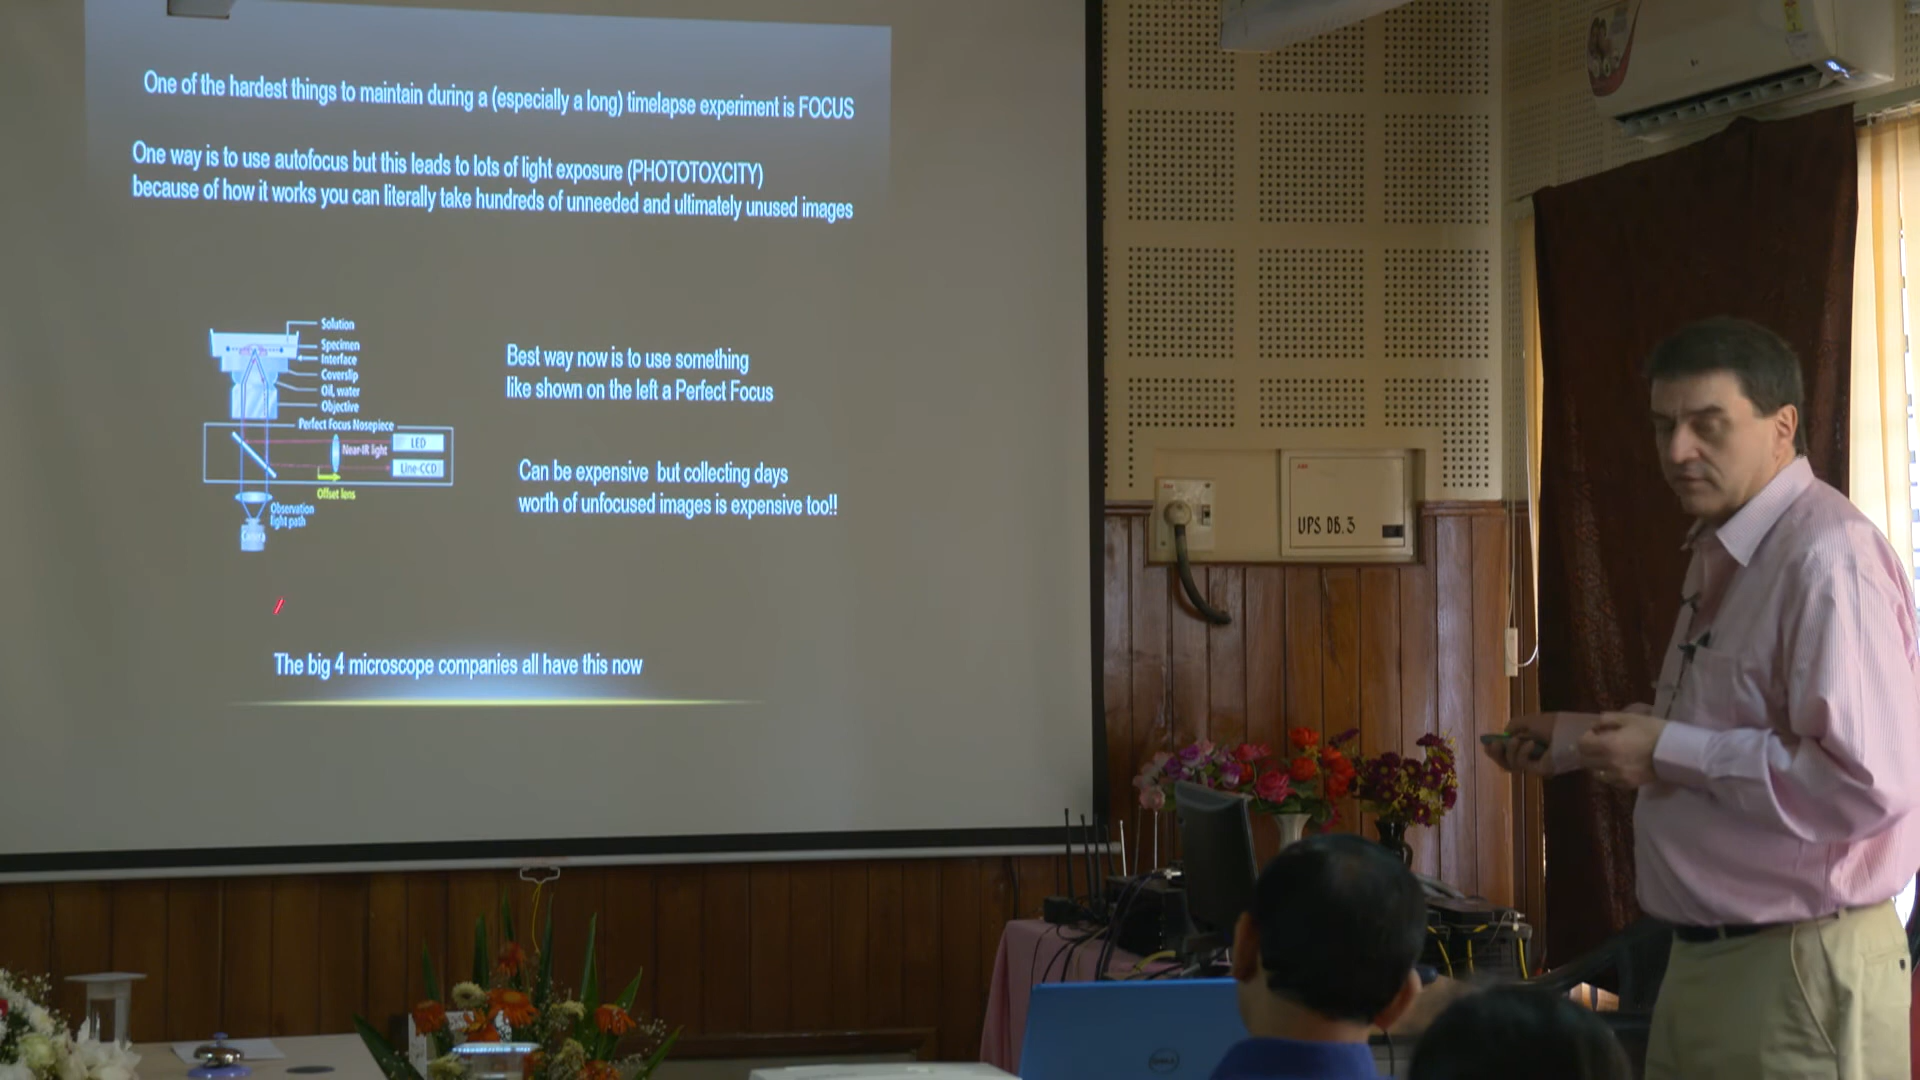 One of the hardest things to maintain during a (especially a long) timelapse experiment is FOCUS
One way is to use autofocus but this leads to lots of light exposure (PHOTOTOXCITY)
because of how it works you can literally take hundreds of unneeded and ultimately unused images
Solution
Specimen
Interface
Coverslip
Oil, water
Objective
Perfect Focus Nosepiece
LED
Near-IR light
Line-CCD
Offset lens
Observation
light path
Camera
Best way now is to use something
like shown on the left a Perfect Focus
Can be expensive but collecting days
worth of unfocused images is expensive too!!
The big 4 microscope companies all have this now
ABB
UPS DB.3
DELL